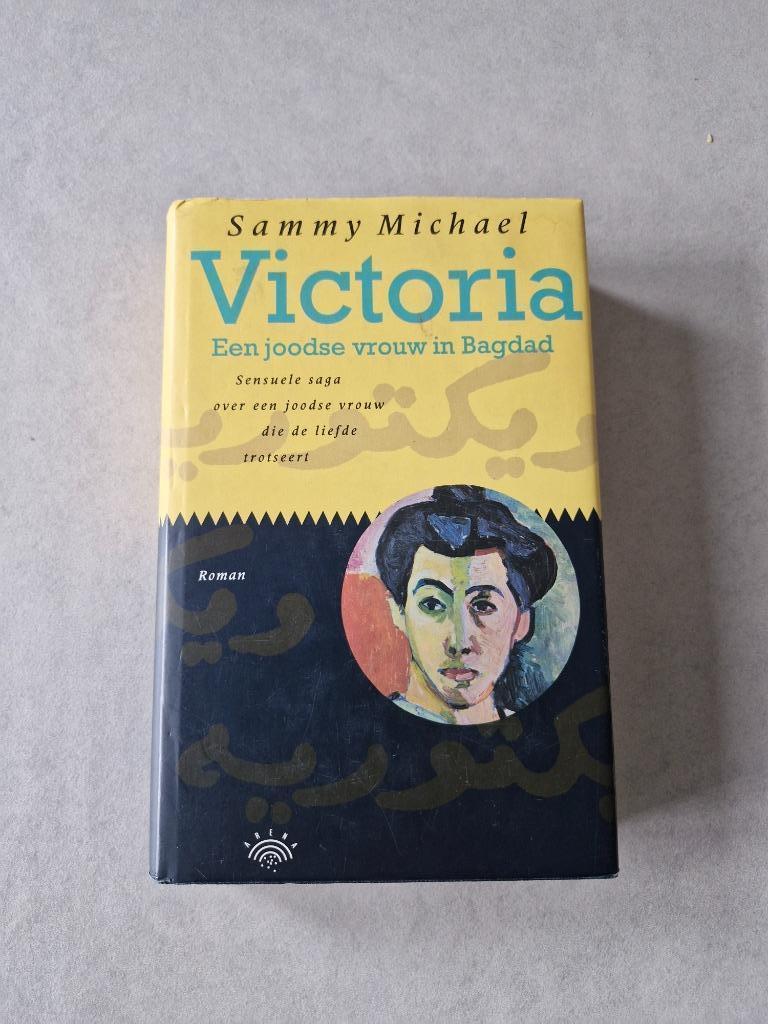 Sammy Michael
Victoria
Een joodse vrouw in Bagdad
Sensuele saga
over een joodse vrouw
die de liefde
trotseert
ويكتوريه
Roman
ARENA